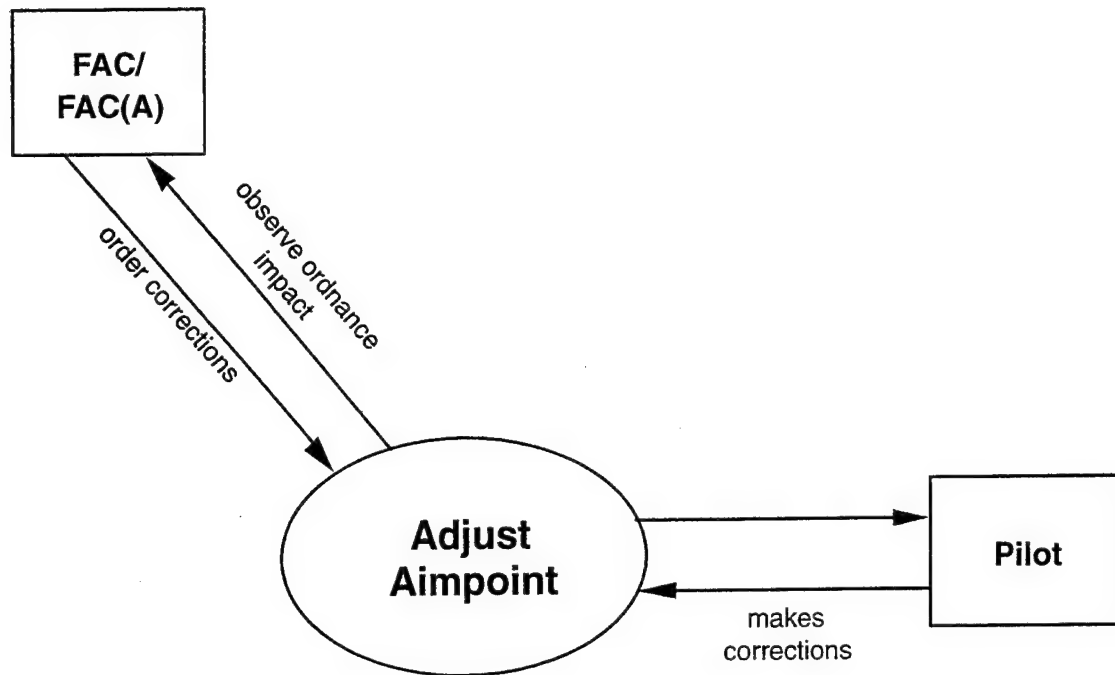 FAC/
FAC(A)
observe ordnance
impact
order corrections
Adjust
Aimpoint
Pilot
makes
corrections